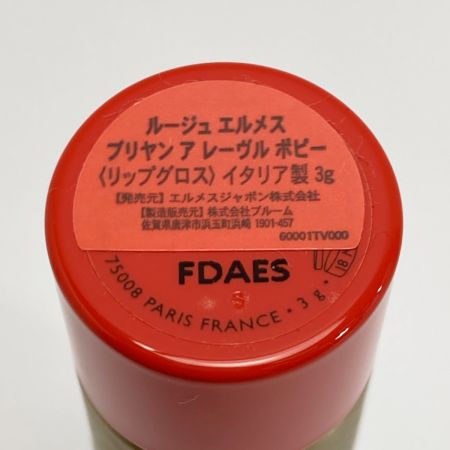 ルージュ エルメス
ブリヤン ア レーヴル ポピー
〈リップグロス〉 イタリア製 3g
【発売元】エルメスジャポン株式会社
【製造販売元】株式会社ブルーム
佐賀県唐津市浜玉町浜崎 1901-457
60001TV000
FDAES
S
75008 PARIS FRANCE • 3 g •
18 M